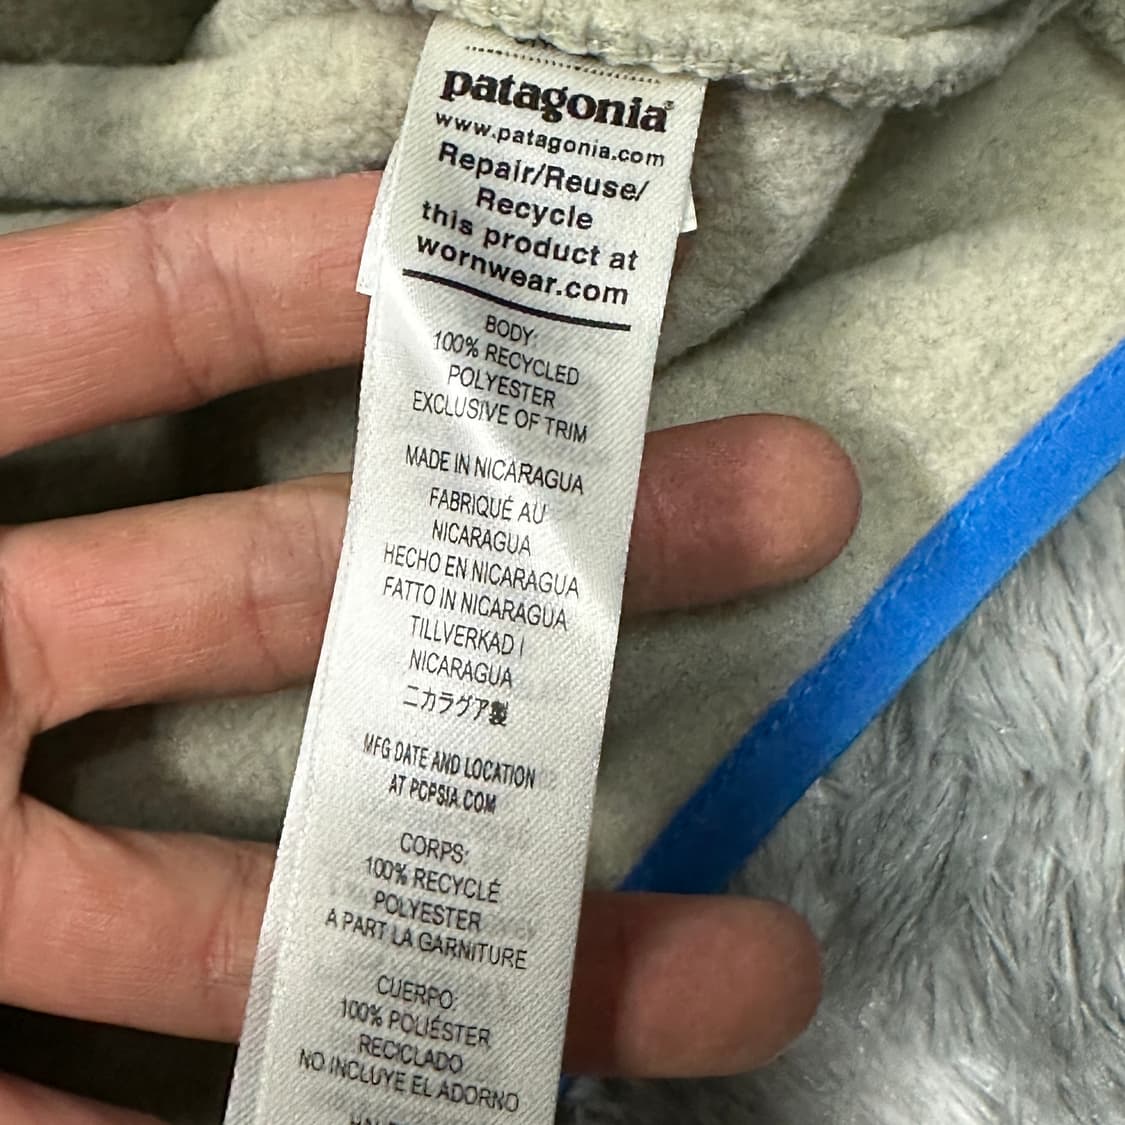 patagonia®
www.patagonia.com
Repair/Reuse/
Recycle
this product at
wornwear.com
BODY:
100% RECYCLED
POLYESTER
EXCLUSIVE OF TRIM
MADE IN NICARAGUA
FABRIQUÉ AU
NICARAGUA
HECHO EN NICARAGUA
FATTO IN NICARAGUA
TILLVERKAD I
NICARAGUA
ニカラグア製
MFG DATE AND LOCATION
AT PCPSIA.COM
CORPS:
100% RECYCLÉ
POLYESTER
A PART LA GARNITURE
CUERPO:
100% POLIÉSTER
RECICLADO
NO INCLUYE EL ADORNO